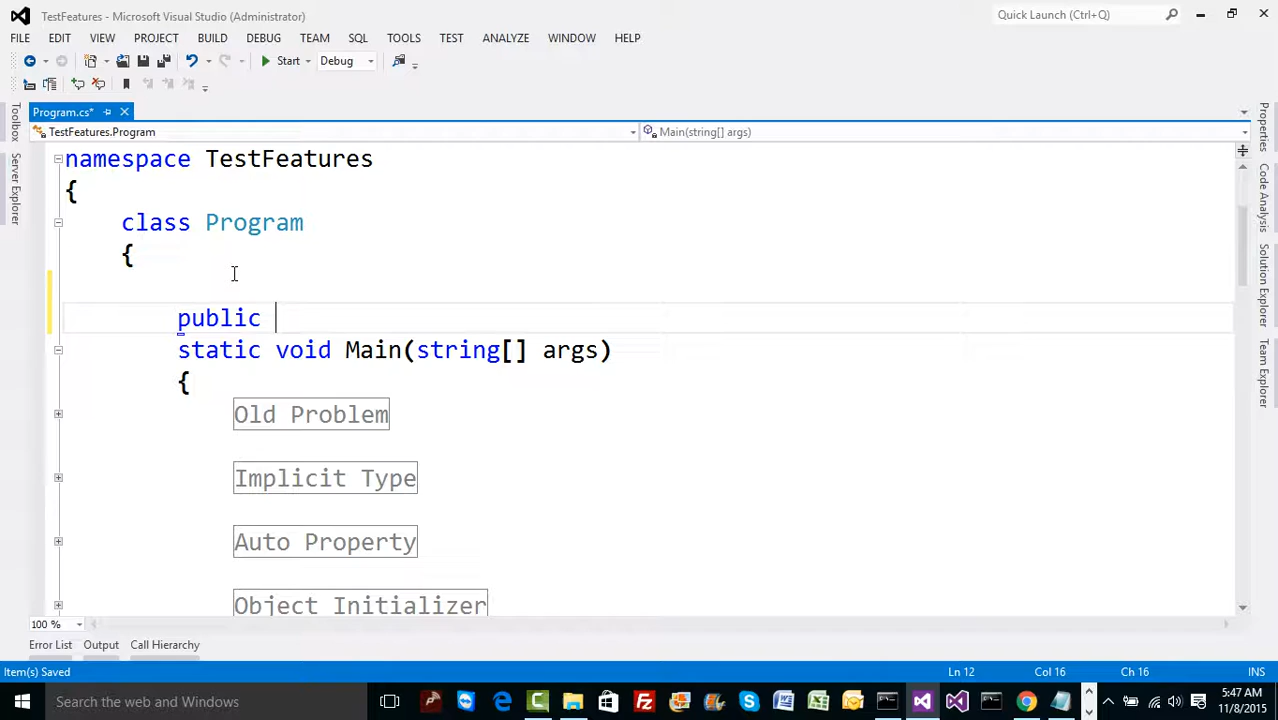 TestFeatures - Microsoft Visual Studio (Administrator)
Quick Launch (Ctrl+Q)
FILE EDIT VIEW PROJECT BUILD DEBUG TEAM SQL TOOLS TEST ANALYZE WINDOW HELP
Start Debug
Program.cs*
TestFeatures.Program
Main(string[] args)
Toolbox
Server Explorer
namespace TestFeatures
{
class Program
{
public
static void Main(string[] args)
{
Old Problem
Implicit Type
Auto Property
Object Initializer
Properties
Code Analysis
Solution Explorer
Team Explorer
100 %
Error List Output Call Hierarchy
Item(s) Saved Ln 12 Col 16 Ch 16 INS
Search the web and Windows
5:47 AM
11/8/2015